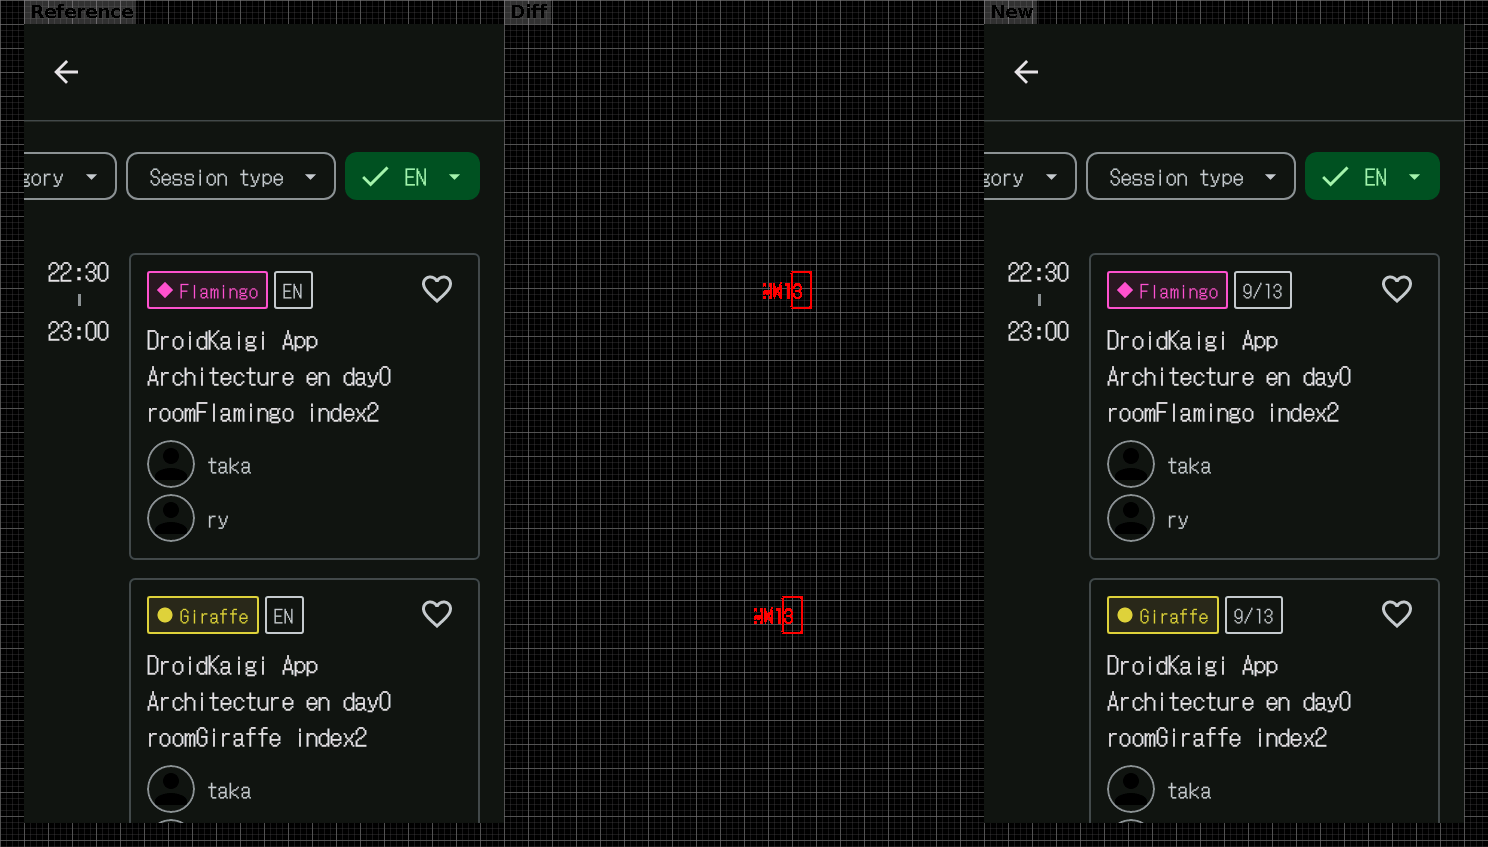 Reference
gory
Session type
EN
22:30
23:00
Flamingo
EN
DroidKaigi App
Architecture en day0
roomFlamingo index2
taka
ry
Giraffe
EN
DroidKaigi App
Architecture en day0
roomGiraffe index2
taka
Diff
New
gory
Session type
EN
22:30
23:00
Flamingo
9/13
DroidKaigi App
Architecture en day0
roomFlamingo index2
taka
ry
Giraffe
9/13
DroidKaigi App
Architecture en day0
roomGiraffe index2
taka